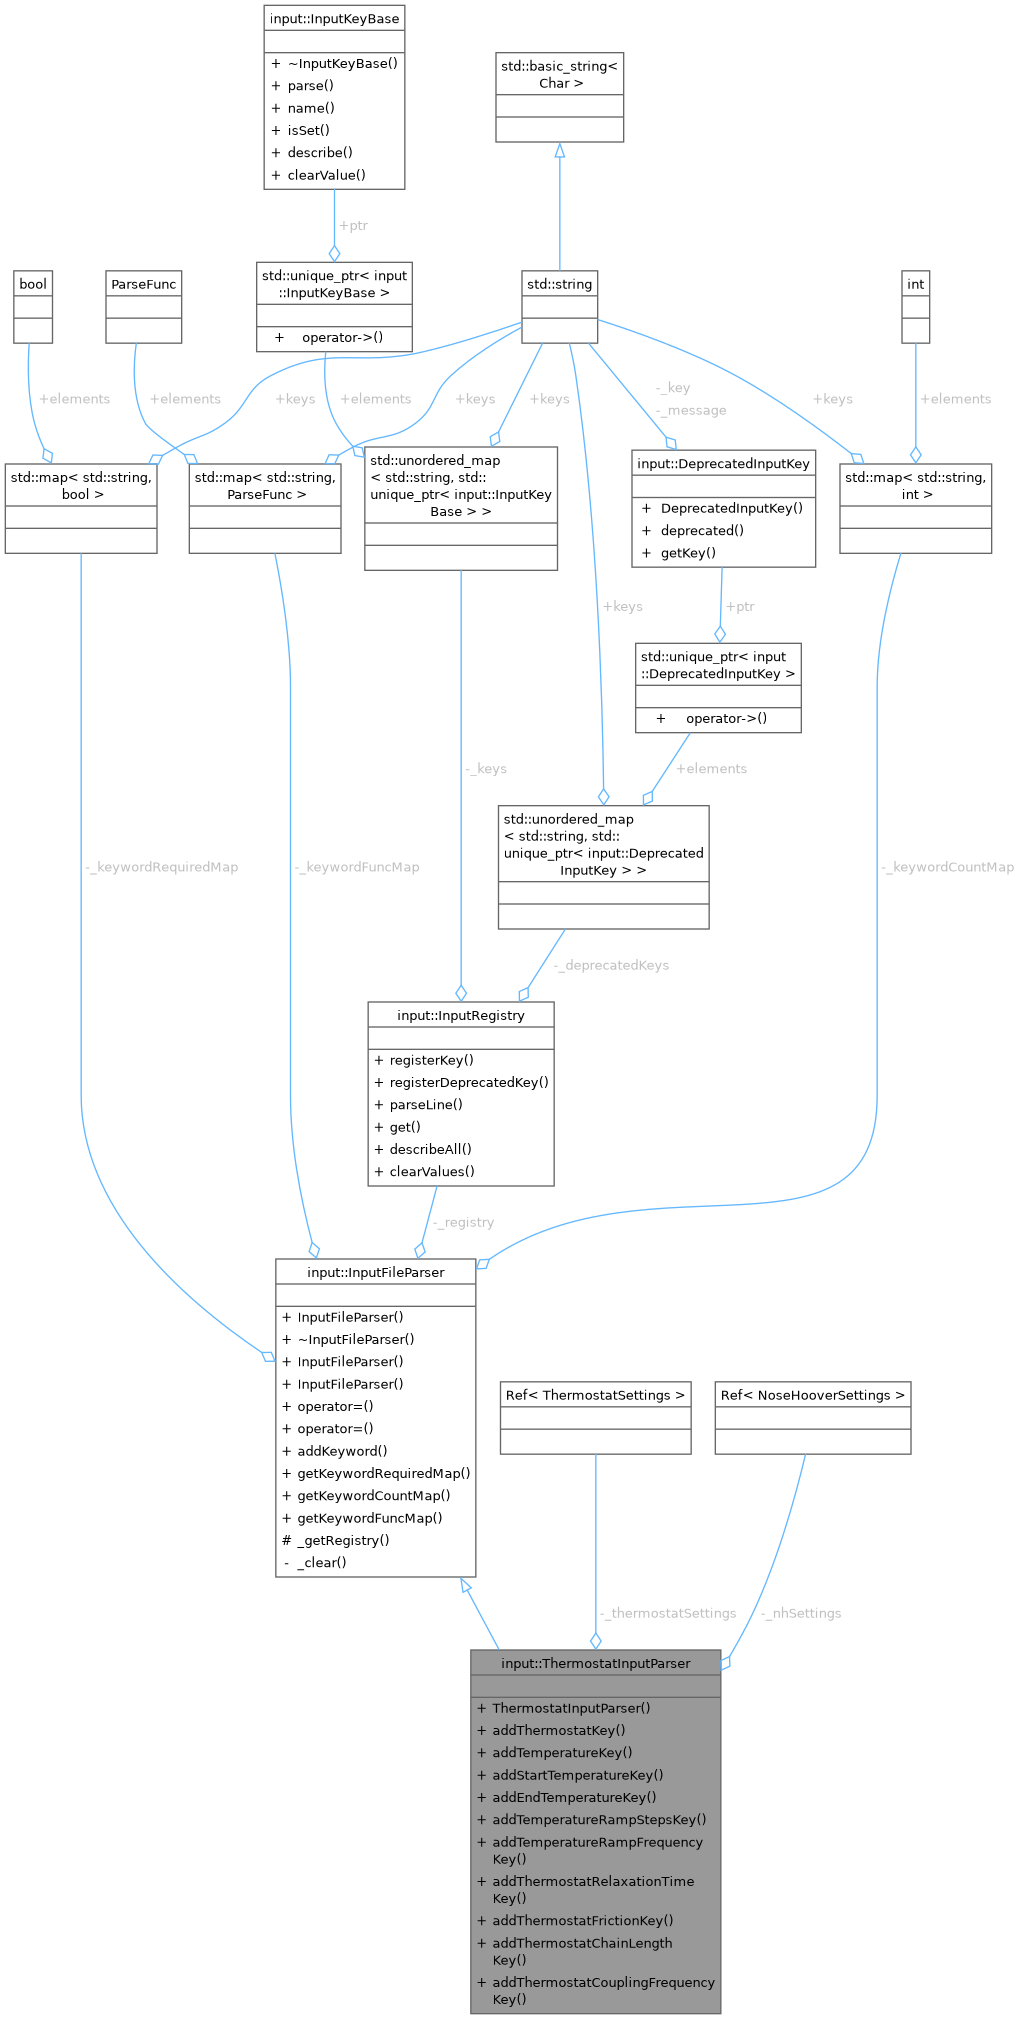 input::InputKeyBase
+ ~InputKeyBase()
+ parse()
+ name()
+ isSet()
+ describe()
+ clearValue()
std::basic_string<
Char >
+ptr
bool
ParseFunc
std::unique_ptr< input
::InputKeyBase >
+ operator->()
std::string
int
+elements
+elements
+keys
+elements
+keys
+keys
-_key
-_message
+keys
+elements
std::map< std::string,
bool >
std::map< std::string,
ParseFunc >
std::unordered_map
< std::string, std::
unique_ptr< input::InputKey
Base > >
input::DeprecatedInputKey
+ DeprecatedInputKey()
+ deprecated()
+ getKey()
std::map< std::string,
int >
+keys
+ptr
std::unique_ptr< input
::DeprecatedInputKey >
+ operator->()
-_keys
+elements
std::unordered_map
< std::string, std::
unique_ptr< input::Deprecated
InputKey > >
-_keywordRequiredMap
-_keywordFuncMap
-_keywordCountMap
-_deprecatedKeys
input::InputRegistry
+ registerKey()
+ registerDeprecatedKey()
+ parseLine()
+ get()
+ describeAll()
+ clearValues()
-_registry
input::InputFileParser
+ InputFileParser()
+ ~InputFileParser()
+ InputFileParser()
+ InputFileParser()
+ operator=()
+ operator=()
+ addKeyword()
+ getKeywordRequiredMap()
+ getKeywordCountMap()
+ getKeywordFuncMap()
# _getRegistry()
- _clear()
Ref< ThermostatSettings >
Ref< NoseHooverSettings >
-_thermostatSettings
-_nhSettings
input::ThermostatInputParser
+ ThermostatInputParser()
+ addThermostatKey()
+ addTemperatureKey()
+ addStartTemperatureKey()
+ addEndTemperatureKey()
+ addTemperatureRampStepsKey()
+ addTemperatureRampFrequency
Key()
+ addThermostatRelaxationTime
Key()
+ addThermostatFrictionKey()
+ addThermostatChainLength
Key()
+ addThermostatCouplingFrequency
Key()